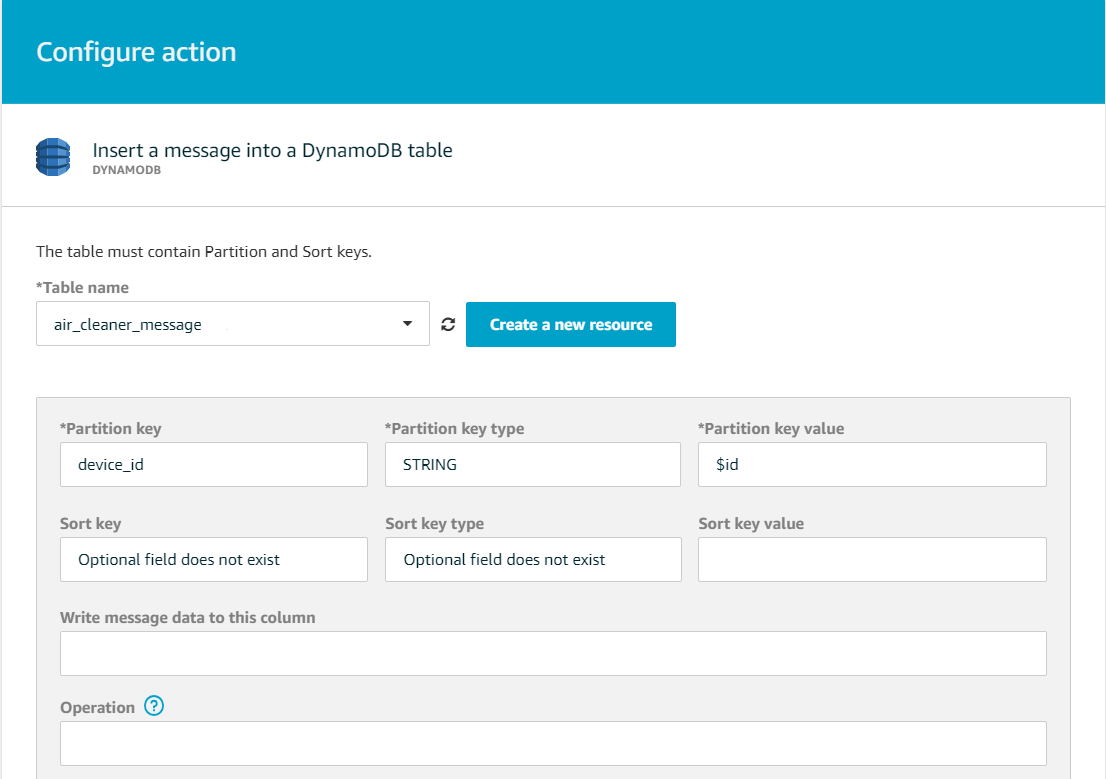 Configure action
Insert a message into a DynamoDB table
DYNAMODB
The table must contain Partition and Sort keys.
*Table name
air_cleaner_message
Create a new resource
*Partition key *Partition key type *Partition key value
device_id STRING $id
Sort key Sort key type Sort key value
Optional field does not exist Optional field does not exist
Write message data to this column
Operation ?